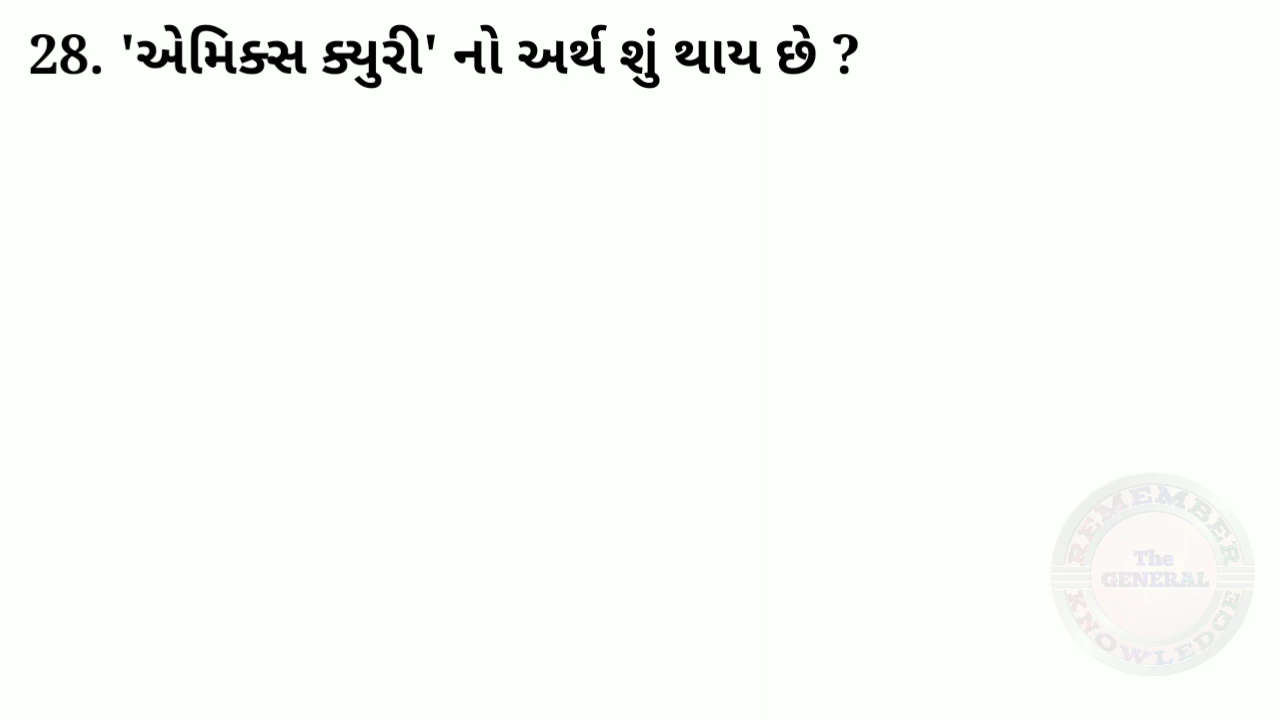 28. 'એમિક્સ ક્યુરી' નો અર્થ શું થાય છે ?
REMEMBER
The
GENERAL
KNOWLEDGE